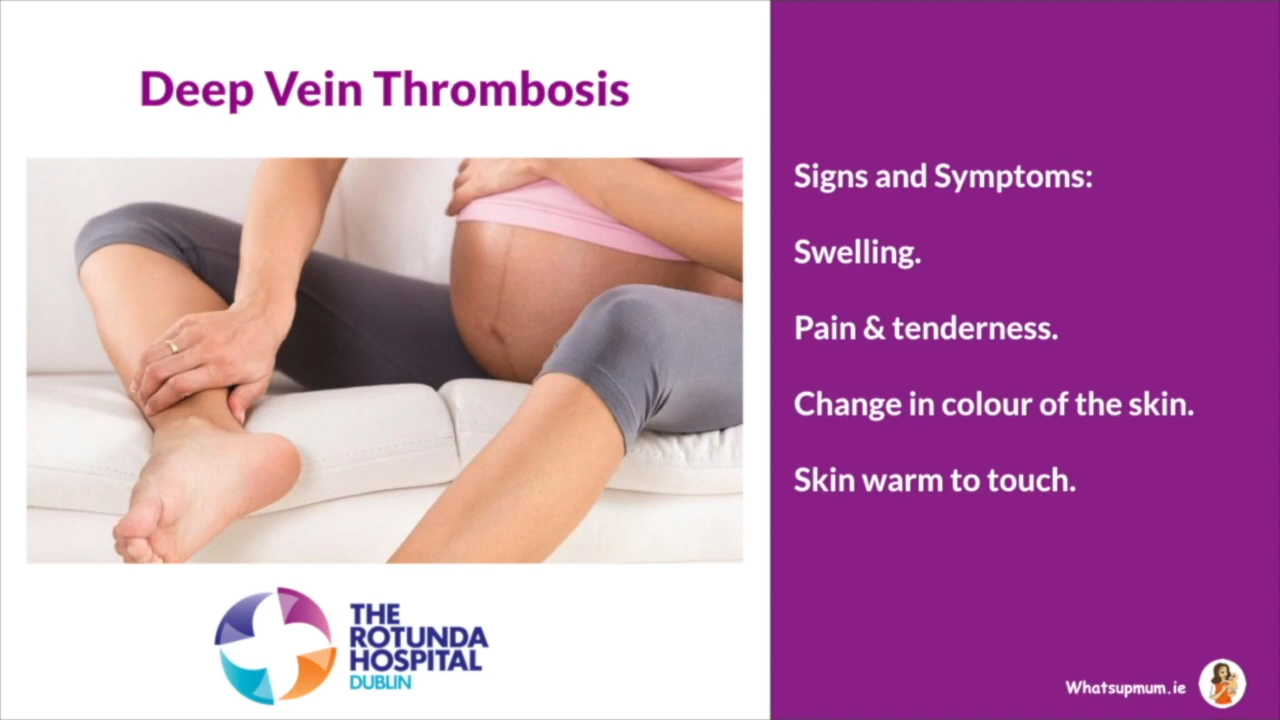 Deep Vein Thrombosis
Signs and Symptoms:
Swelling.
Pain & tenderness.
Change in colour of the skin.
Skin warm to touch.
THE
ROTUNDA
HOSPITAL
DUBLIN
Whatsupmum.ie